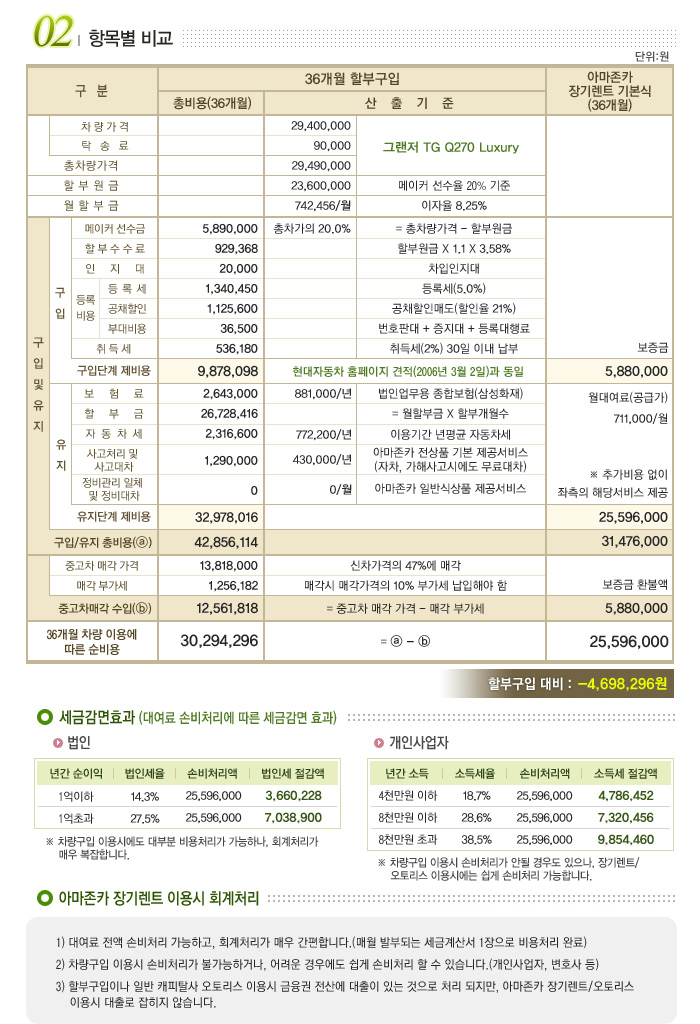 02 항목별 비교
단위:원
구 분 36개월 할부구입 아마존카 장기렌트 기본식 (36개월)
총비용(36개월) 산 출 기 준
차량가격 29,400,000 그랜저 TG Q270 Luxury
탁 송 료 90,000
총차량가격 29,490,000
할 부 원 금 23,600,000 메이커 선수율 20% 기준
월 할 부 금 742,456/월 이자율 8.25%
구입 및 유지
구입
메이커 선수금 5,890,000 총차가의 20.0% = 총차량가격 - 할부원금
할 부 수 수 료 929,368 할부원금 X 1.1 X 3.58%
인 지 대 20,000 차입인지대
등록비용
등 록 세 1,340,450 등록세(5.0%)
공채할인 1,125,600 공채할인매도(할인율 21%)
부대비용 36,500 번호판대 + 증지대 + 등록대행료
취 득 세 536,180 취득세(2%) 30일 이내 납부 보증금
구입단계 제비용 9,878,098 현대자동차 홈페이지 견적(2006년 3월 2일)과 동일 5,880,000
유지
보 험 료 2,643,000 881,000/년 법인업무용 종합보험(삼성화재) 월대여료(공급가)
할 부 금 26,728,416 = 월할부금 X 할부개월수 711,000/월
자 동 차 세 2,316,600 772,200/년 이용기간 년평균 자동차세
사고처리 및 사고대차 1,290,000 430,000/년 아마존카 전상품 기본 제공서비스
(자차, 가해사고시에도 무료대차)
※ 추가비용 없이
정비관리 일체 및 정비대차 0 0/월 아마존카 일반식상품 제공서비스 좌측의 해당서비스 제공
유지단계 제비용 32,978,016 25,596,000
구입/유지 총비용(ⓐ) 42,856,114 31,476,000
중고차 매각 가격 13,818,000 신차가격의 47%에 매각
매각 부가세 1,256,182 매각시 매각가격의 10% 부가세 납입해야 함 보증금 환불액
중고차매각 수입(ⓑ) 12,561,818 = 중고차 매각 가격 - 매각 부가세 5,880,000
36개월 차량 이용에 따른 순비용 30,294,296 = ⓐ - ⓑ 25,596,000
할부구입 대비 : -4,698,296원
세금감면효과 (대여료 손비처리에 따른 세금감면 효과)
법인
년간 순이익 법인세율 손비처리액 법인세 절감액
1억이하 14.3% 25,596,000 3,660,228
1억초과 27.5% 25,596,000 7,038,900
※ 차량구입 이용시에도 대부분 비용처리가 가능하나, 회계처리가
매우 복잡합니다.
개인사업자
년간 소득 소득세율 손비처리액 소득세 절감액
4천만원 이하 18.7% 25,596,000 4,786,452
8천만원 이하 28.6% 25,596,000 7,320,456
8천만원 초과 38.5% 25,596,000 9,854,460
※ 차량구입 이용시 손비처리가 안될 경우도 있으나, 장기렌트/
오토리스 이용시에는 쉽게 손비처리 가능합니다.
아마존카 장기렌트 이용시 회계처리
1) 대여료 전액 손비처리 가능하고, 회계처리가 매우 간편합니다.(매월 발부되는 세금계산서 1장으로 비용처리 완료)
2) 차량구입 이용시 손비처리가 불가능하거나, 어려운 경우에도 쉽게 손비처리 할 수 있습니다.(개인사업자, 변호사 등)
3) 할부구입이나 일반 캐피탈사 오토리스 이용시 금융권 전산에 대출이 있는 것으로 처리 되지만, 아마존카 장기렌트/오토리스
이용시 대출로 잡히지 않습니다.